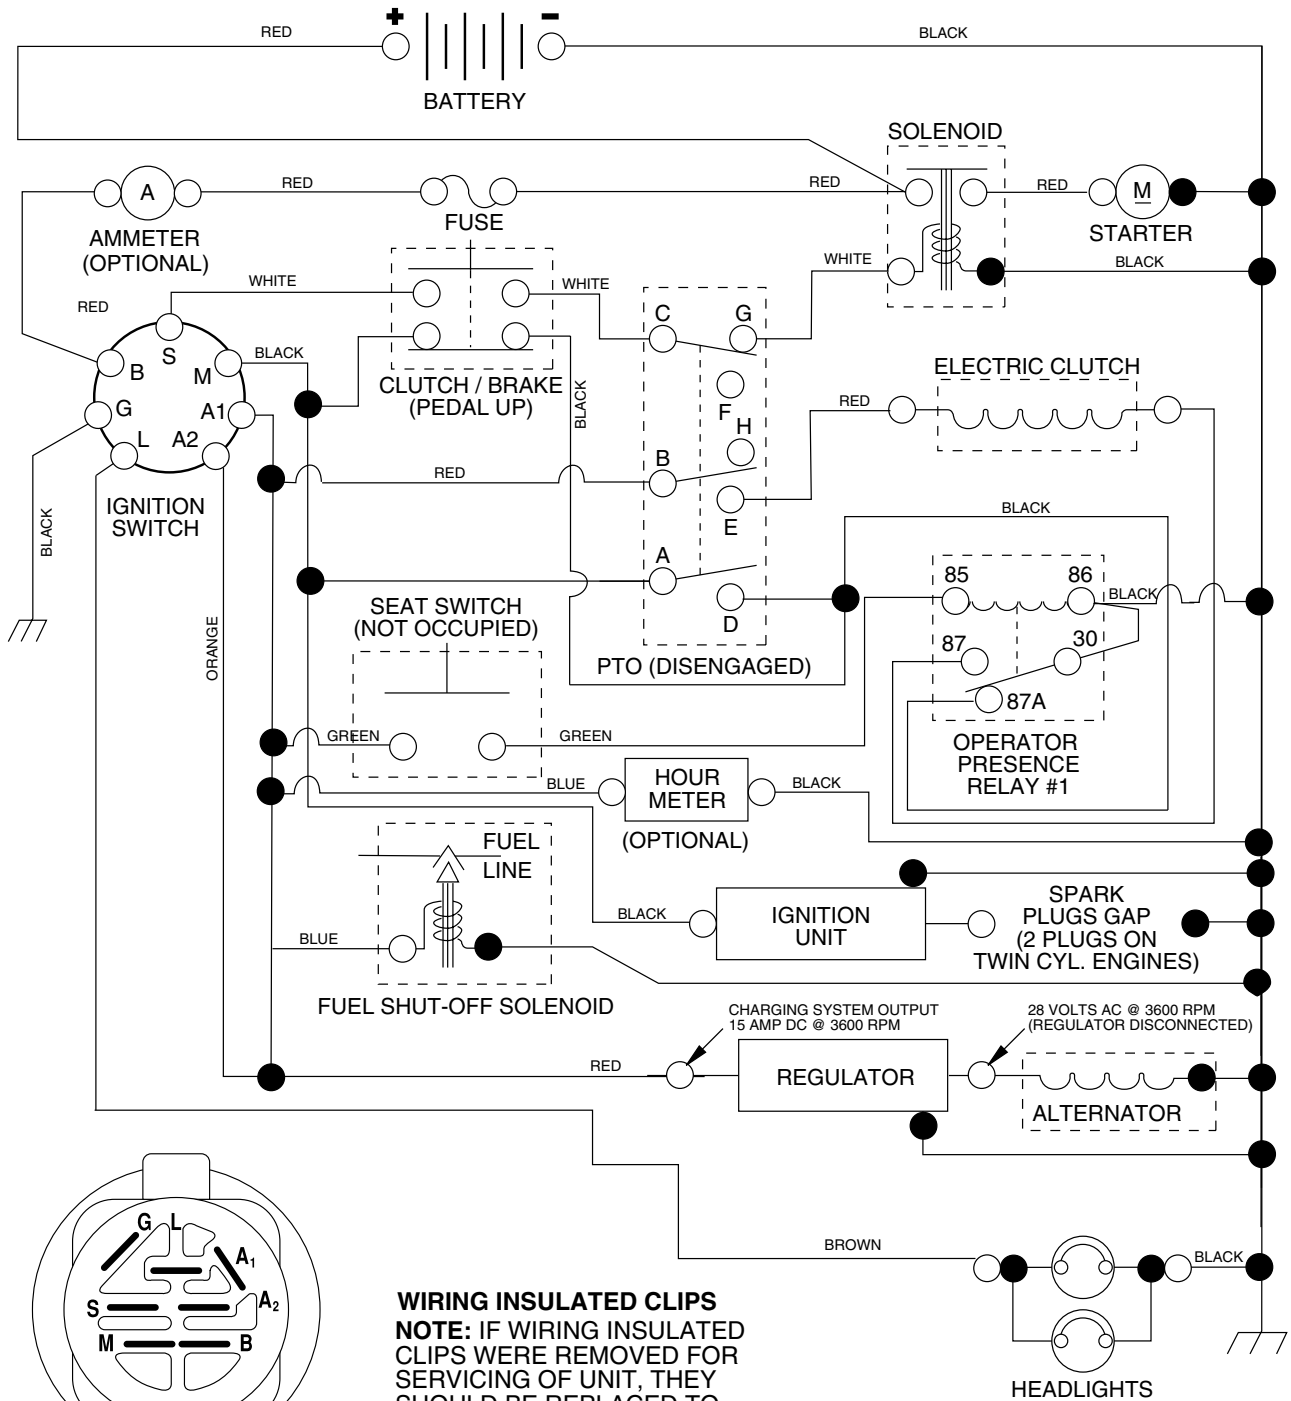 + -
RED
BLACK
BATTERY
SOLENOID
A
RED
RED
RED
M
FUSE
STARTER
AMMETER
(OPTIONAL)
WHITE
BLACK
WHITE
WHITE
RED
S
B
M
BLACK
C
G
CLUTCH / BRAKE
(PEDAL UP)
ELECTRIC CLUTCH
G
A1
BLACK
F
RED
L
A2
H
B
RED
IGNITION
SWITCH
BLACK
E
BLACK
A
85
86
BLACK
SEAT SWITCH
(NOT OCCUPIED)
D
ORANGE
87
30
PTO (DISENGAGED)
87A
GREEN
GREEN
OPERATOR
PRESENCE
RELAY #1
BLUE
HOUR
METER
BLACK
(OPTIONAL)
FUEL
LINE
SPARK
PLUGS GAP
(2 PLUGS ON
TWIN CYL. ENGINES)
BLACK
IGNITION
UNIT
BLUE
FUEL SHUT-OFF SOLENOID
CHARGING SYSTEM OUTPUT
15 AMP DC @ 3600 RPM
28 VOLTS AC @ 3600 RPM
(REGULATOR DISCONNECTED)
RED
REGULATOR
ALTERNATOR
G L
A1
BROWN
BLACK
S
A2
M
B
WIRING INSULATED CLIPS
NOTE: IF WIRING INSULATED
CLIPS WERE REMOVED FOR
SERVICING OF UNIT, THEY
SHOULD BE REPLACED TO
HEADLIGHTS